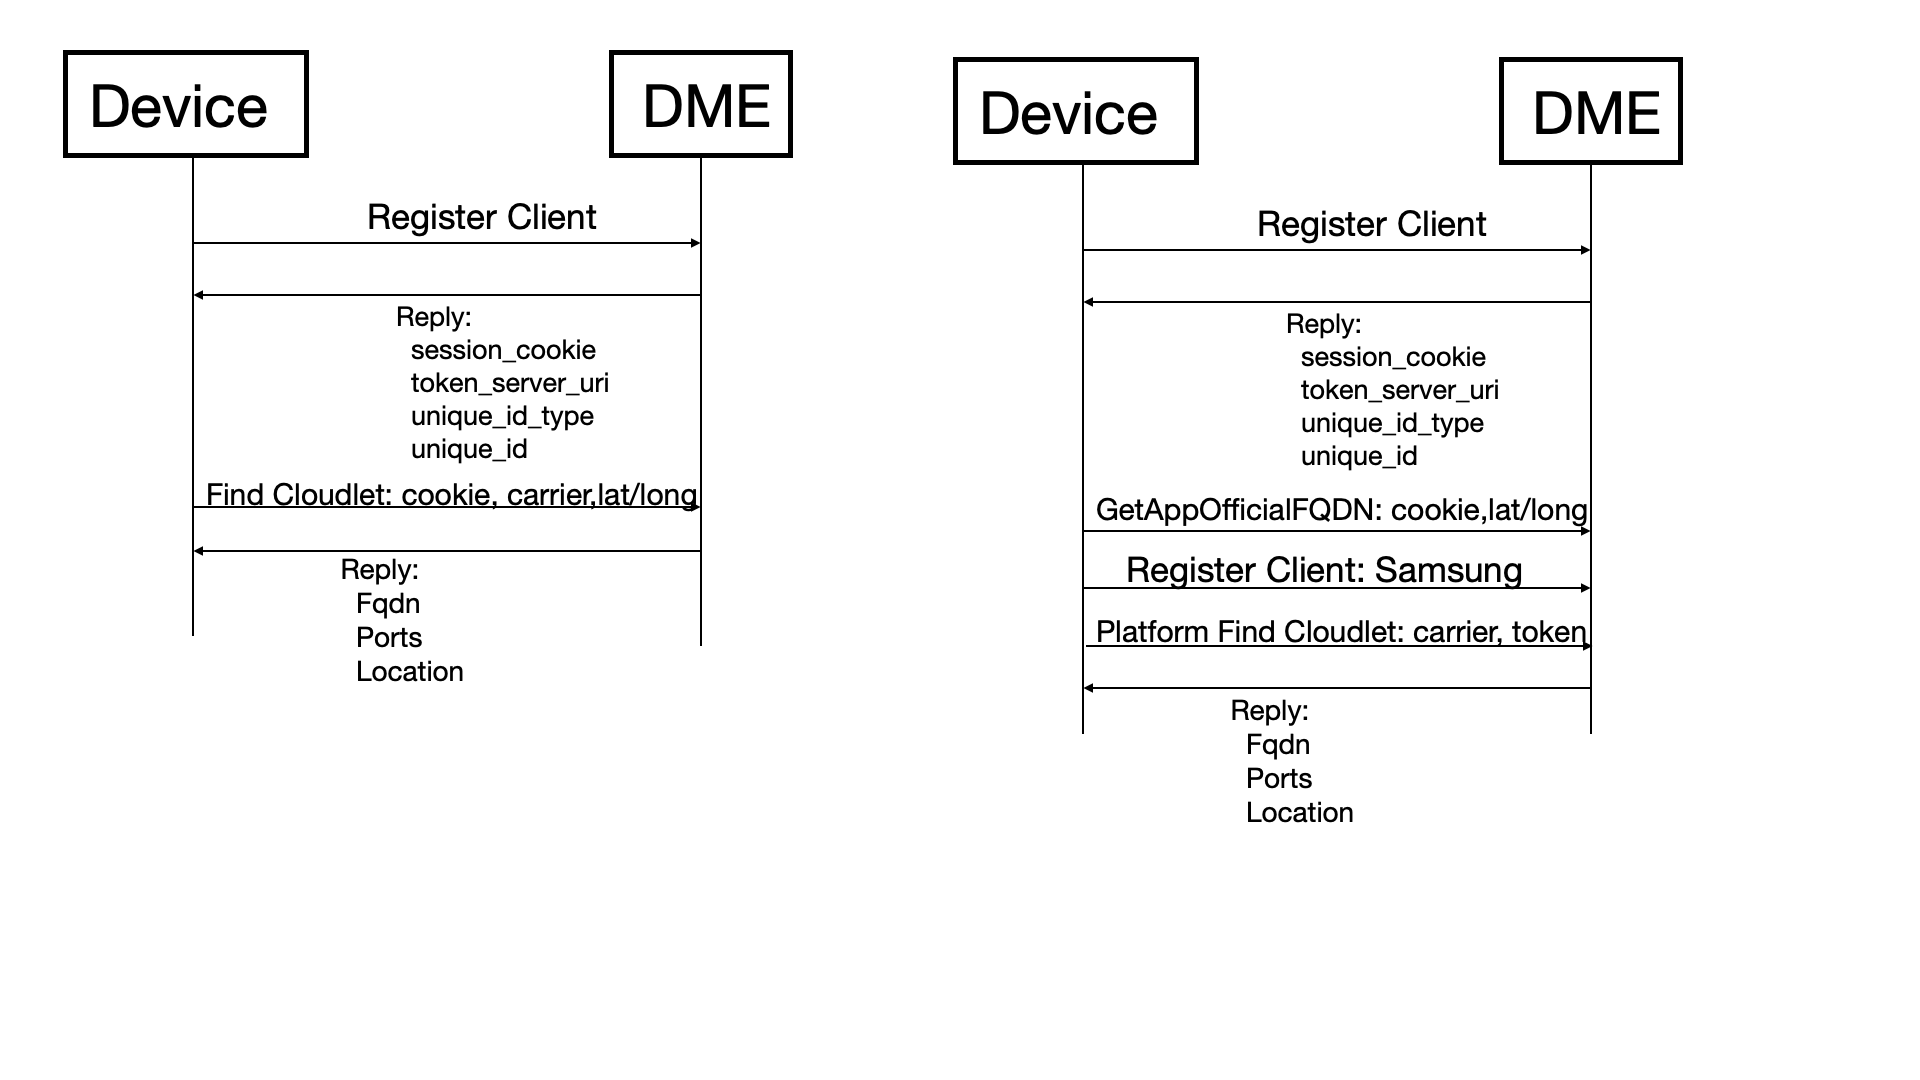 Device
DME
Register Client
Reply:
session_cookie
token_server_uri
unique_id_type
unique_id
Find Cloudlet: cookie, carrier,lat/long
Reply:
Fqdn
Ports
Location
Device
DME
Register Client
Reply:
session_cookie
token_server_uri
unique_id_type
unique_id
GetAppOfficialFQDN: cookie,lat/long
Register Client: Samsung
Platform Find Cloudlet: carrier, token
Reply:
Fqdn
Ports
Location